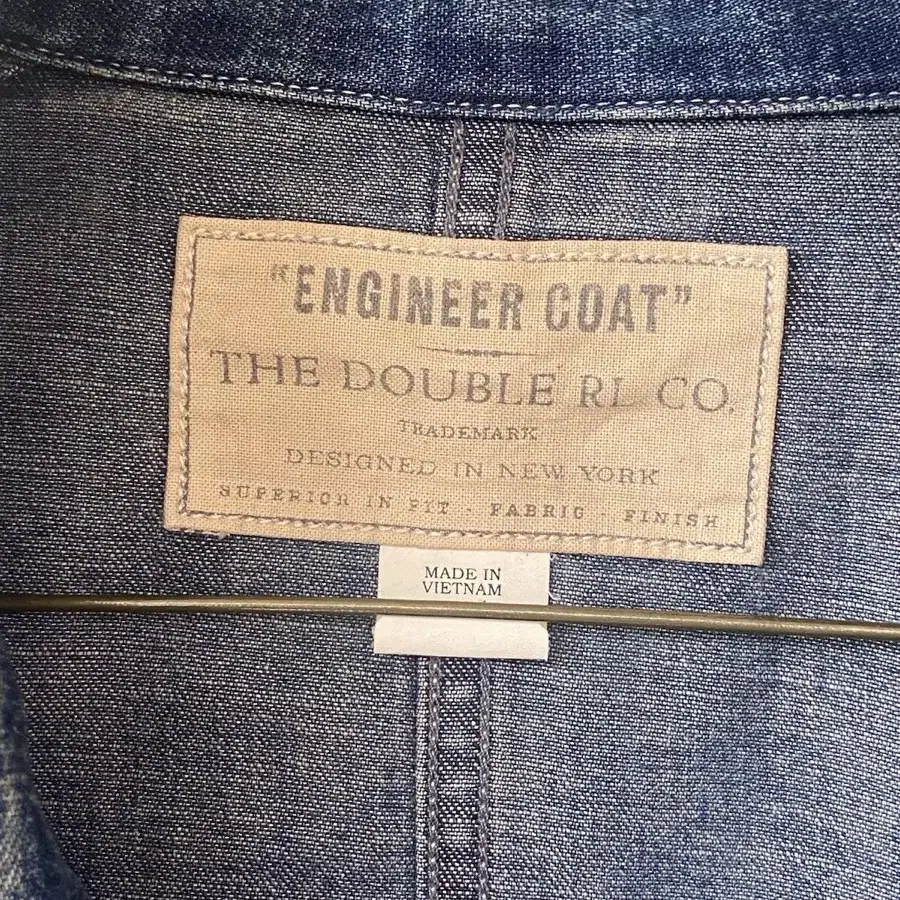 "ENGINEER COAT"
THE DOUBLE RL CO.
TRADEMARK
DESIGNED IN NEW YORK
SUPERIOR IN FIT - FABRIC - FINISH
MADE IN
VIETNAM